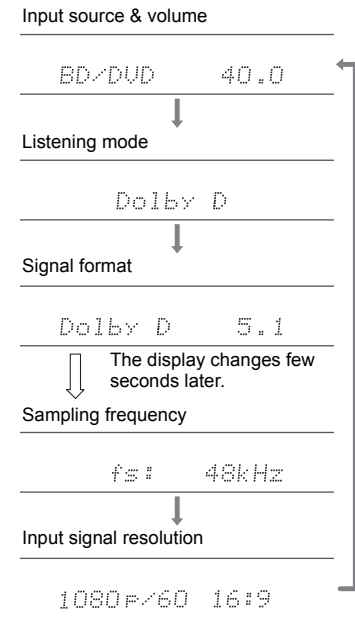 Input source & volume
BD/DVD 40.0
Listening mode
Dolby D
Signal format
Dolby D 5.1
The display changes few
seconds later.
Sampling frequency
fs: 48kHz
Input signal resolution
1080p/60 16:9